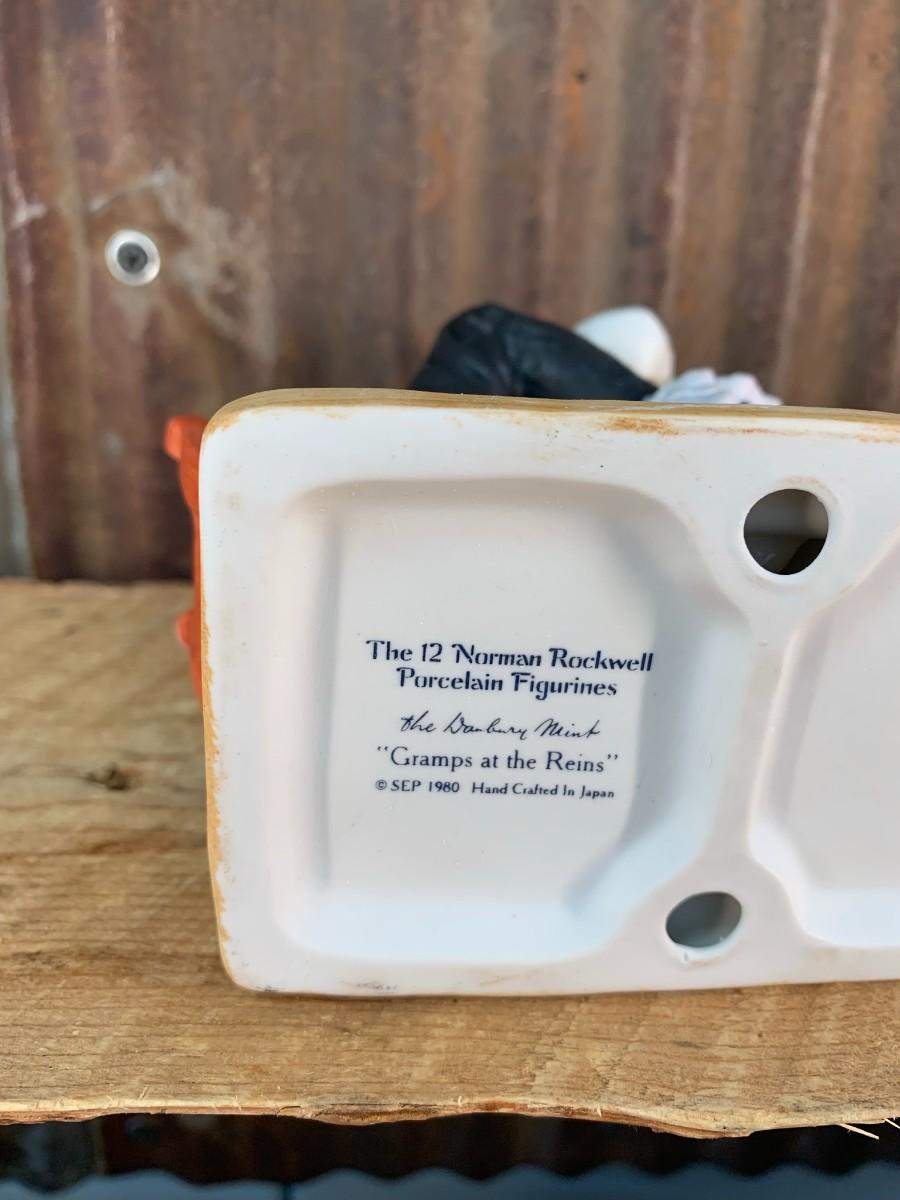 The 12 Norman Rockwell
Porcelain Figurines
the Danbury Mint
"Gramps at the Reins"
© SEP 1980 Hand Crafted In Japan